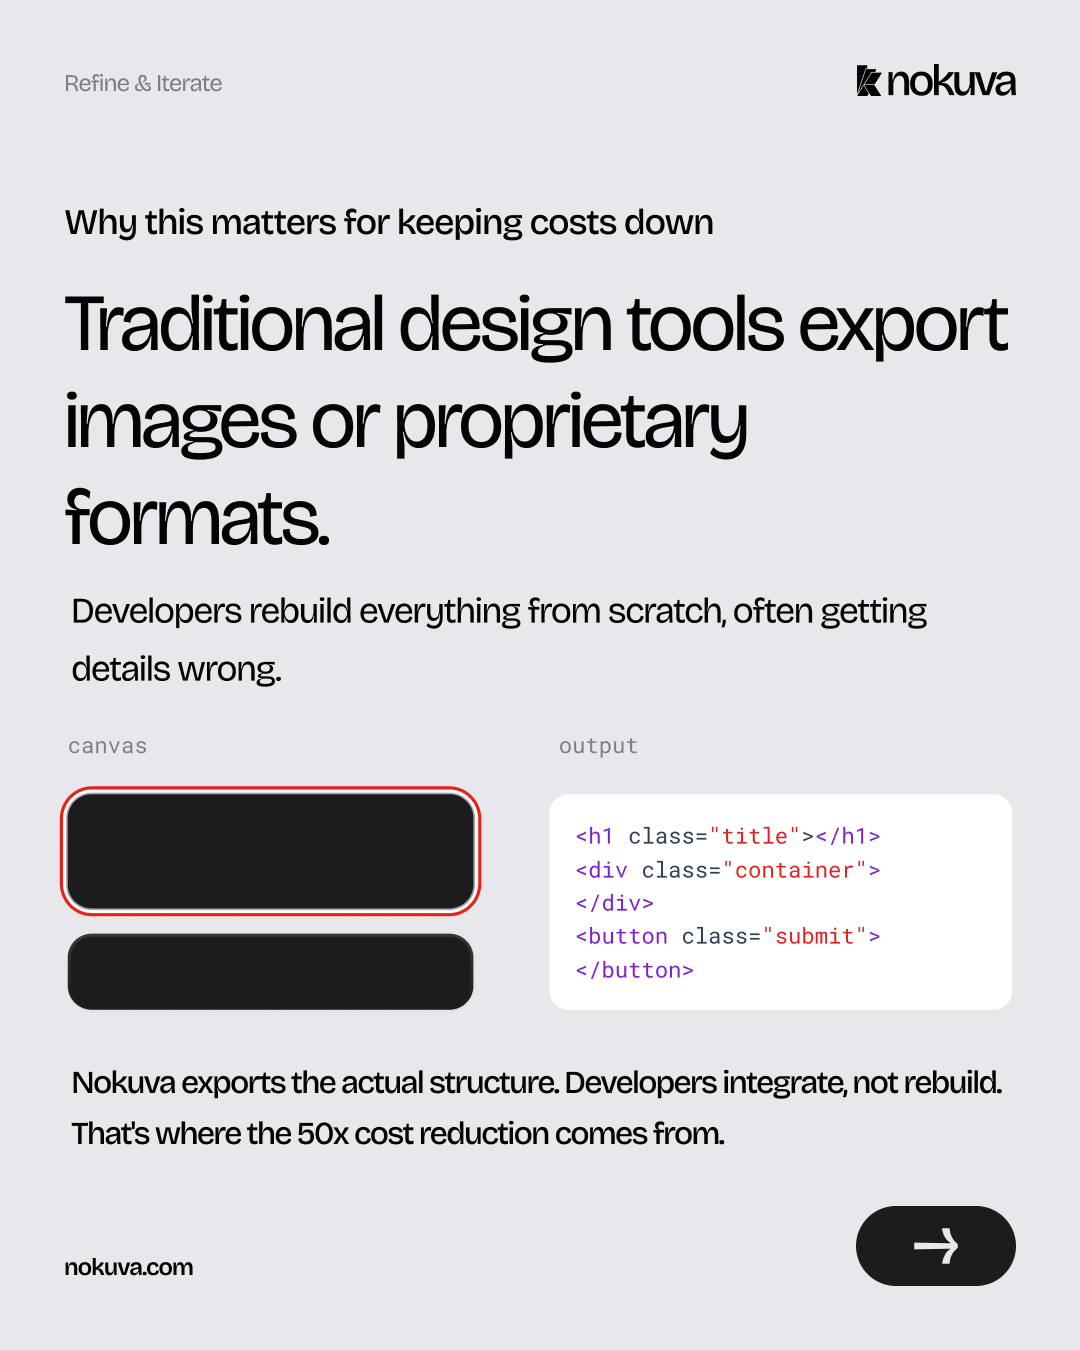 Refine & Iterate
nokuva
Why this matters for keeping costs down
Traditional design tools export
images or proprietary
formats.
Developers rebuild everything from scratch, often getting
details wrong.
canvas
output
<h1 class="title"></h1>
<div class="container">
</div>
<button class="submit">
</button>
Nokuva exports the actual structure. Developers integrate, not rebuild.
That's where the 50x cost reduction comes from.
nokuva.com